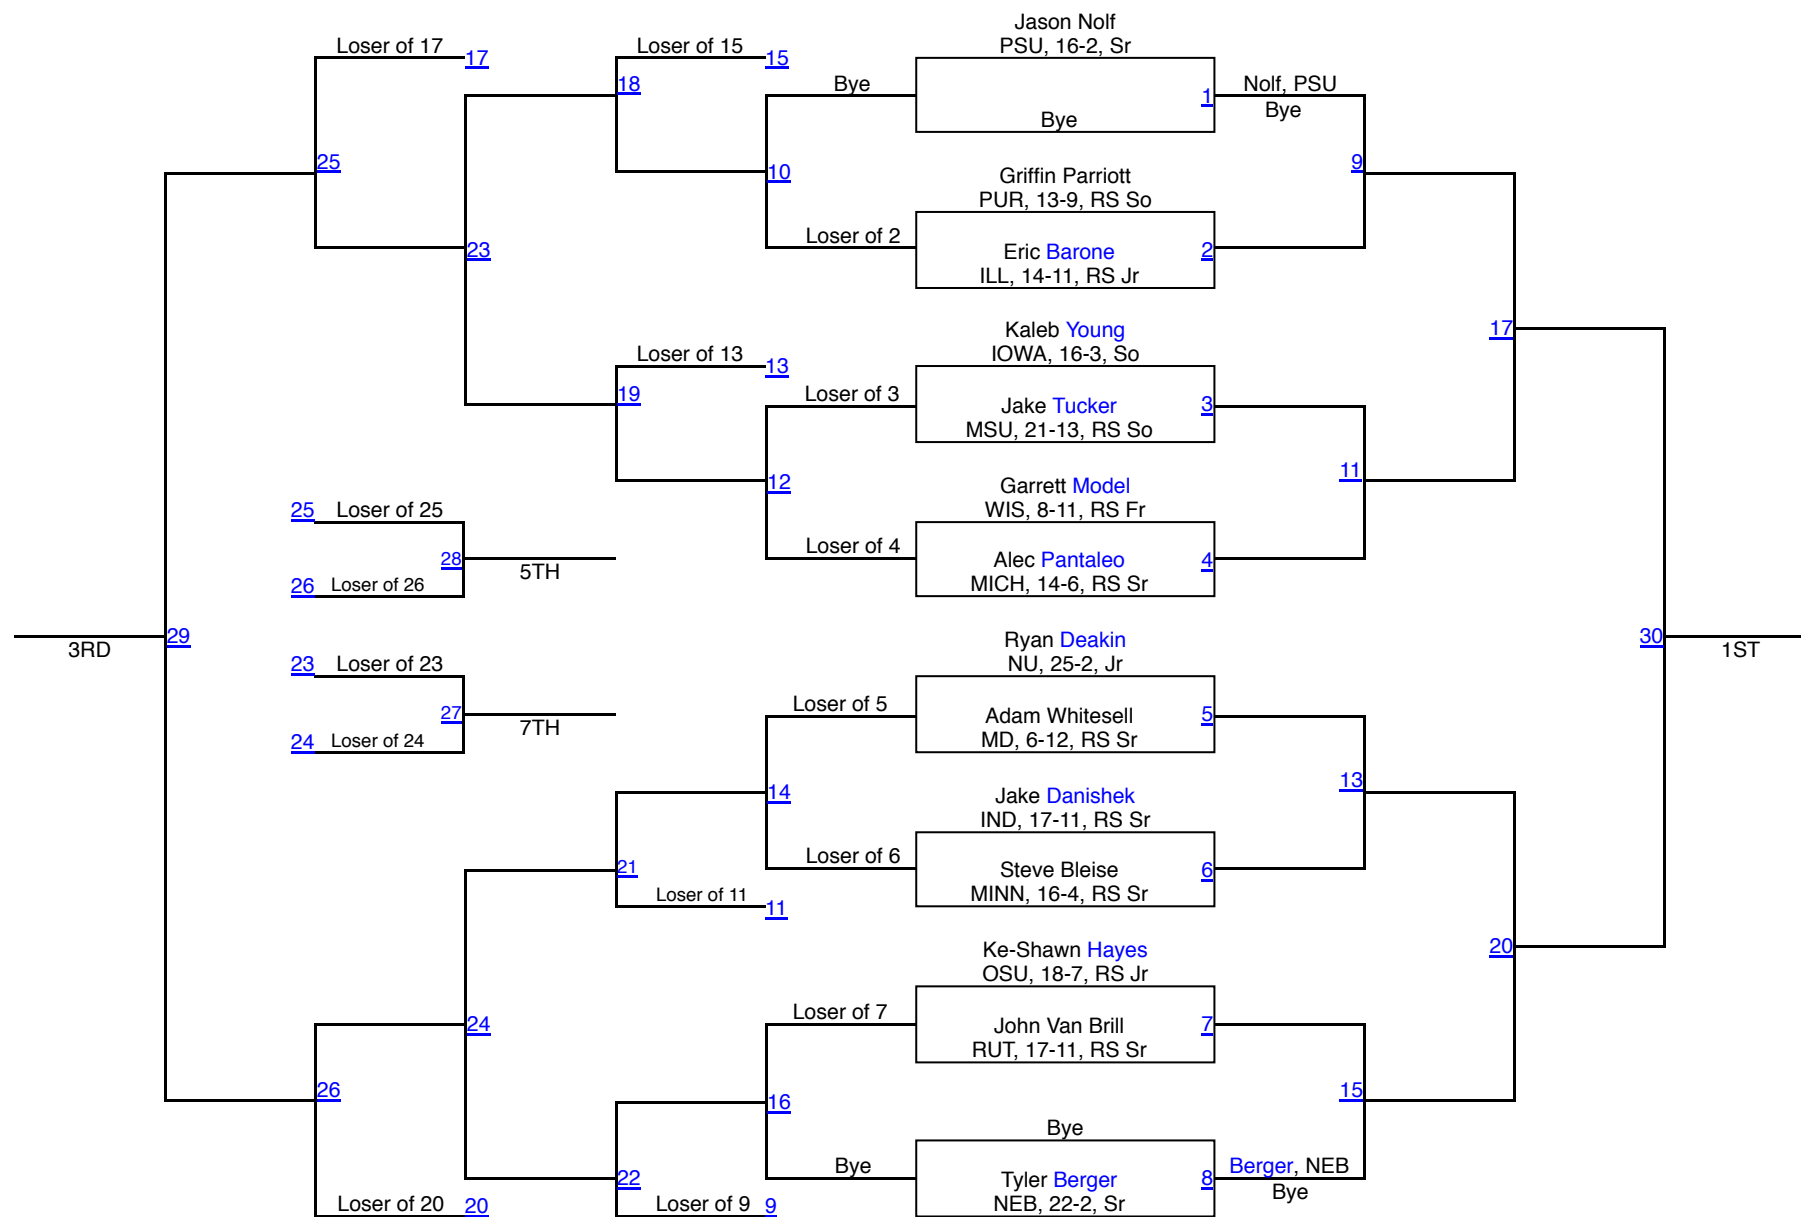 Jason Nolf
PSU, 16-2, Sr
Loser of 17
17
Loser of 15
15
18
Bye
1
Nolf, PSU
Bye
Bye
25
10
Griffin Parriott
PUR, 13-9, RS So
9
Loser of 2
23
Eric Barone
ILL, 14-11, RS Jr
2
Kaleb Young
IOWA, 16-3, So
17
Loser of 13
13
19
Loser of 3
Jake Tucker
MSU, 21-13, RS So
3
12
11
Garrett Model
WIS, 8-11, RS Fr
25
Loser of 25
Loser of 4
Alec Pantaleo
MICH, 14-6, RS Sr
4
28
5TH
26
Loser of 26
3RD
29
Ryan Deakin
NU, 25-2, Jr
30
1ST
23
Loser of 23
Loser of 5
Adam Whitesell
MD, 6-12, RS Sr
5
27
7TH
24
Loser of 24
14
13
Jake Danishek
IND, 17-11, RS Sr
21
Loser of 6
Steve Bleise
MINN, 16-4, RS Sr
6
Loser of 11
11
Ke-Shawn Hayes
OSU, 18-7, RS Jr
20
24
Loser of 7
John Van Brill
RUT, 17-11, RS Sr
7
26
16
15
Bye
Bye
Tyler Berger
NEB, 22-2, Sr
8
Berger, NEB
Bye
22
Loser of 20
20
Loser of 9
9